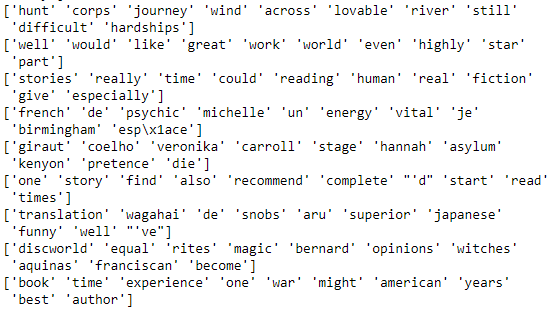 ['hunt' 'corps' 'journey' 'wind' 'across' 'lovable' 'river' 'still'
'difficult' 'hardships']
['well' 'would' 'like' 'great' 'work' 'world' 'even' 'highly' 'star'
'part']
['stories' 'really' 'time' 'could' 'reading' 'human' 'real' 'fiction'
'give' 'especially']
['french' 'de' 'psychic' 'michelle' 'un' 'energy' 'vital' 'je'
'birmingham' 'esp\x1ace']
['giraut' 'coelho' 'veronika' 'carroll' 'stage' 'hannah' 'asylum'
'kenyon' 'pretence' 'die']
['one' 'story' 'find' 'also' 'recommend' 'complete' "'d" 'start' 'read'
'times']
['translation' 'wagahai' 'de' 'snobs' 'aru' 'superior' 'japanese'
'funny' 'well' "'ve"]
['discworld' 'equal' 'rites' 'magic' 'bernard' 'opinions' 'witches'
'aquinas' 'franciscan' 'become']
['book' 'time' 'experience' 'one' 'war' 'might' 'american' 'years'
'best' 'author']